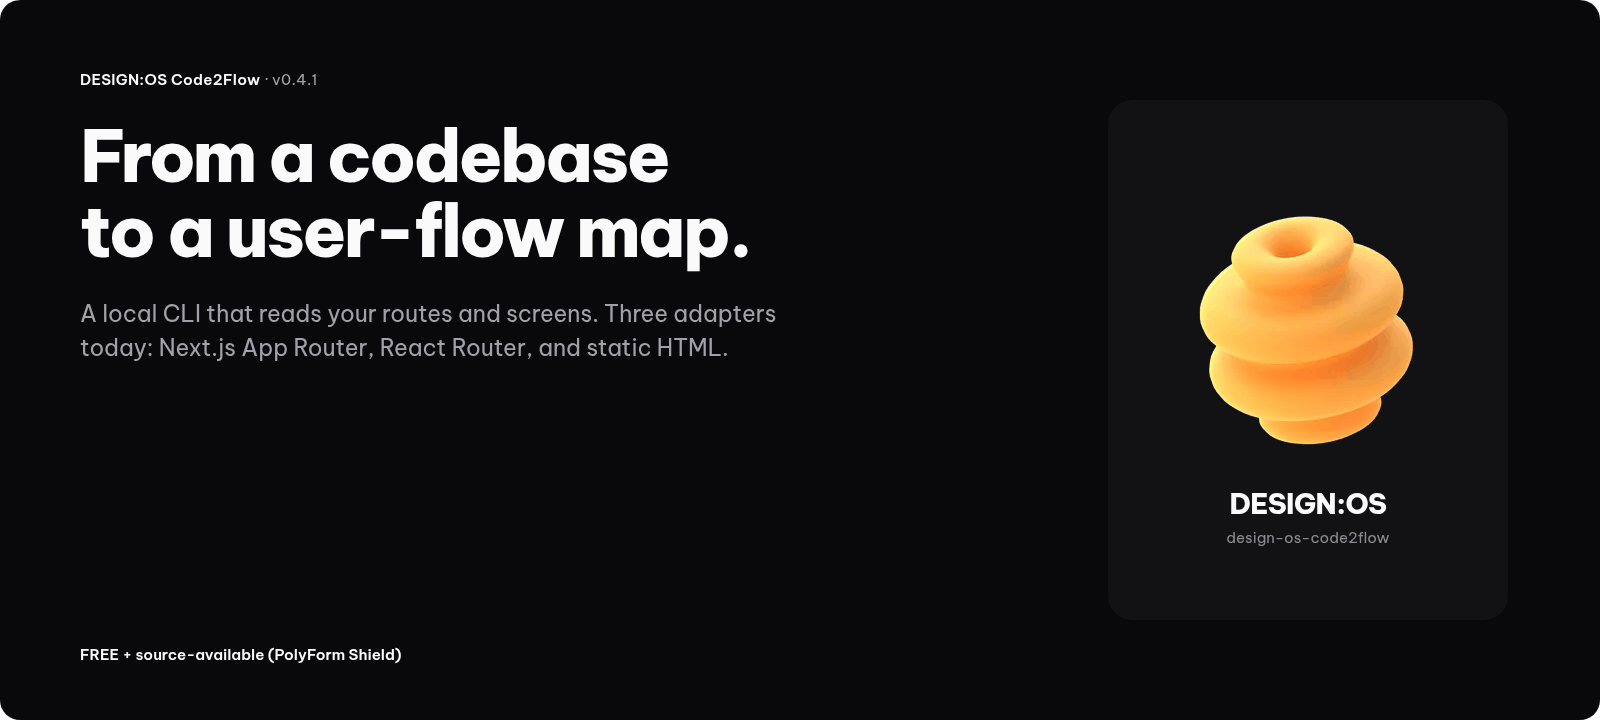 DESIGN:OS Code2Flow · v0.4.1
From a codebase
to a user-flow map.
A local CLI that reads your routes and screens. Three adapters
today: Next.js App Router, React Router, and static HTML.
DESIGN:OS
design-os-code2flow
FREE + source-available (PolyForm Shield)